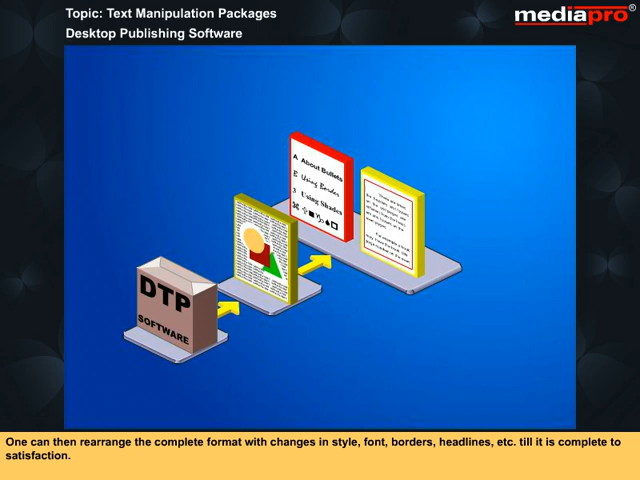 Topic: Text Manipulation Packages
Desktop Publishing Software
mediapro®
A About Bullets
B Using Border
3 Using Shades
DTP
SOFTWARE
One can then rearrange the complete format with changes in style, font, borders, headlines, etc. till it is complete to
satisfaction.